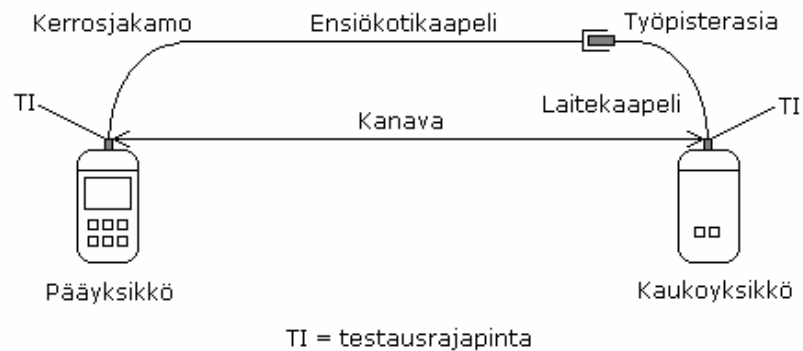 Kerrosjakamo Ensiökotikaapeli Työpisterasia
TI Laitekaapeli TI
Kanava
Pääyksikkö Kaukoyksikkö
TI = testausrajapinta